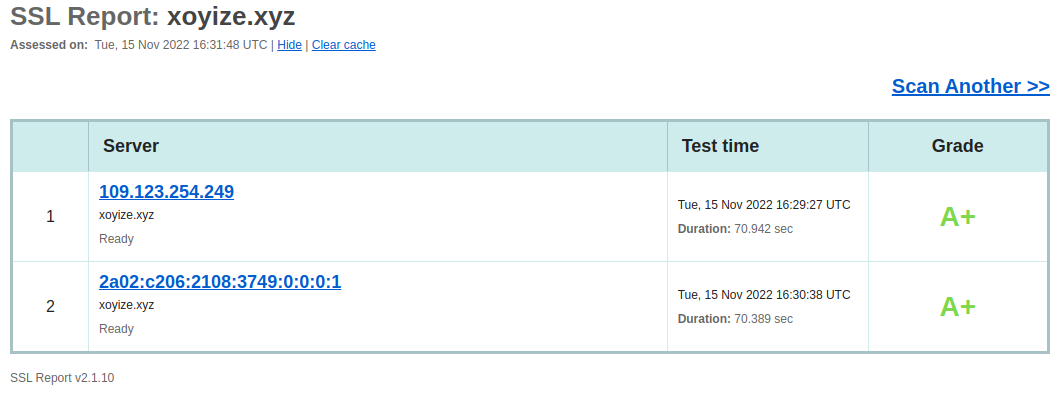 SSL Report: xoyize.xyz
Assessed on: Tue, 15 Nov 2022 16:31:48 UTC | Hide | Clear cache
Scan Another >>
Server Test time Grade
1
109.123.254.249
xoyize.xyz
Ready
Tue, 15 Nov 2022 16:29:27 UTC
Duration: 70.942 sec
A+
2
2a02:c206:2108:3749:0:0:0:1
xoyize.xyz
Ready
Tue, 15 Nov 2022 16:30:38 UTC
Duration: 70.389 sec
A+
SSL Report v2.1.10